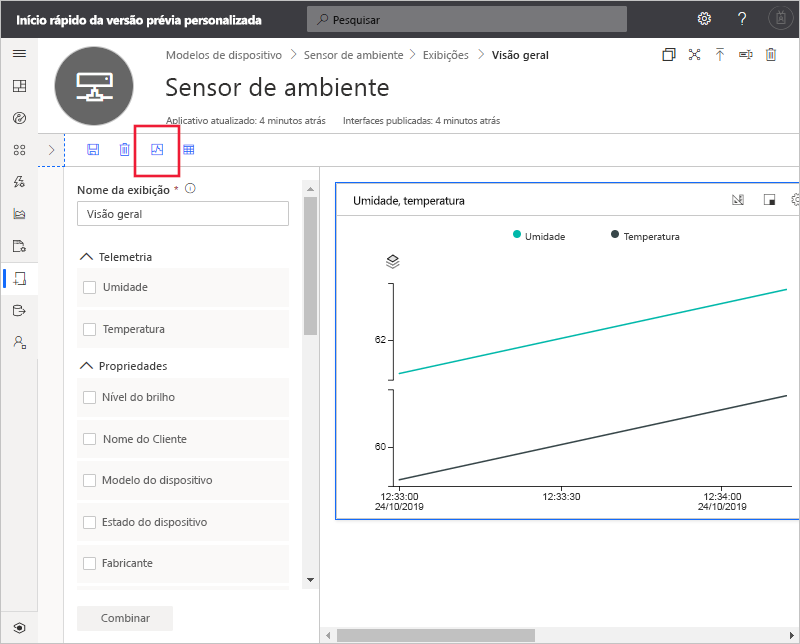 Início rápido da versão prévia personalizada
Pesquisar
?
Modelos de dispositivo > Sensor de ambiente > Exibições > Visão geral
Sensor de ambiente
Aplicativo atualizado: 4 minutos atrás Interfaces publicadas: 4 minutos atrás
Nome da exibição *
Visão geral
Telemetria
Umidade
Temperatura
Propriedades
Nível do brilho
Nome do Cliente
Modelo do dispositivo
Estado do dispositivo
Fabricante
Combinar
Umidade, temperatura
Umidade Temperatura
62
60
12:33:00 12:33:30 12:34:00
24/10/2019 24/10/2019